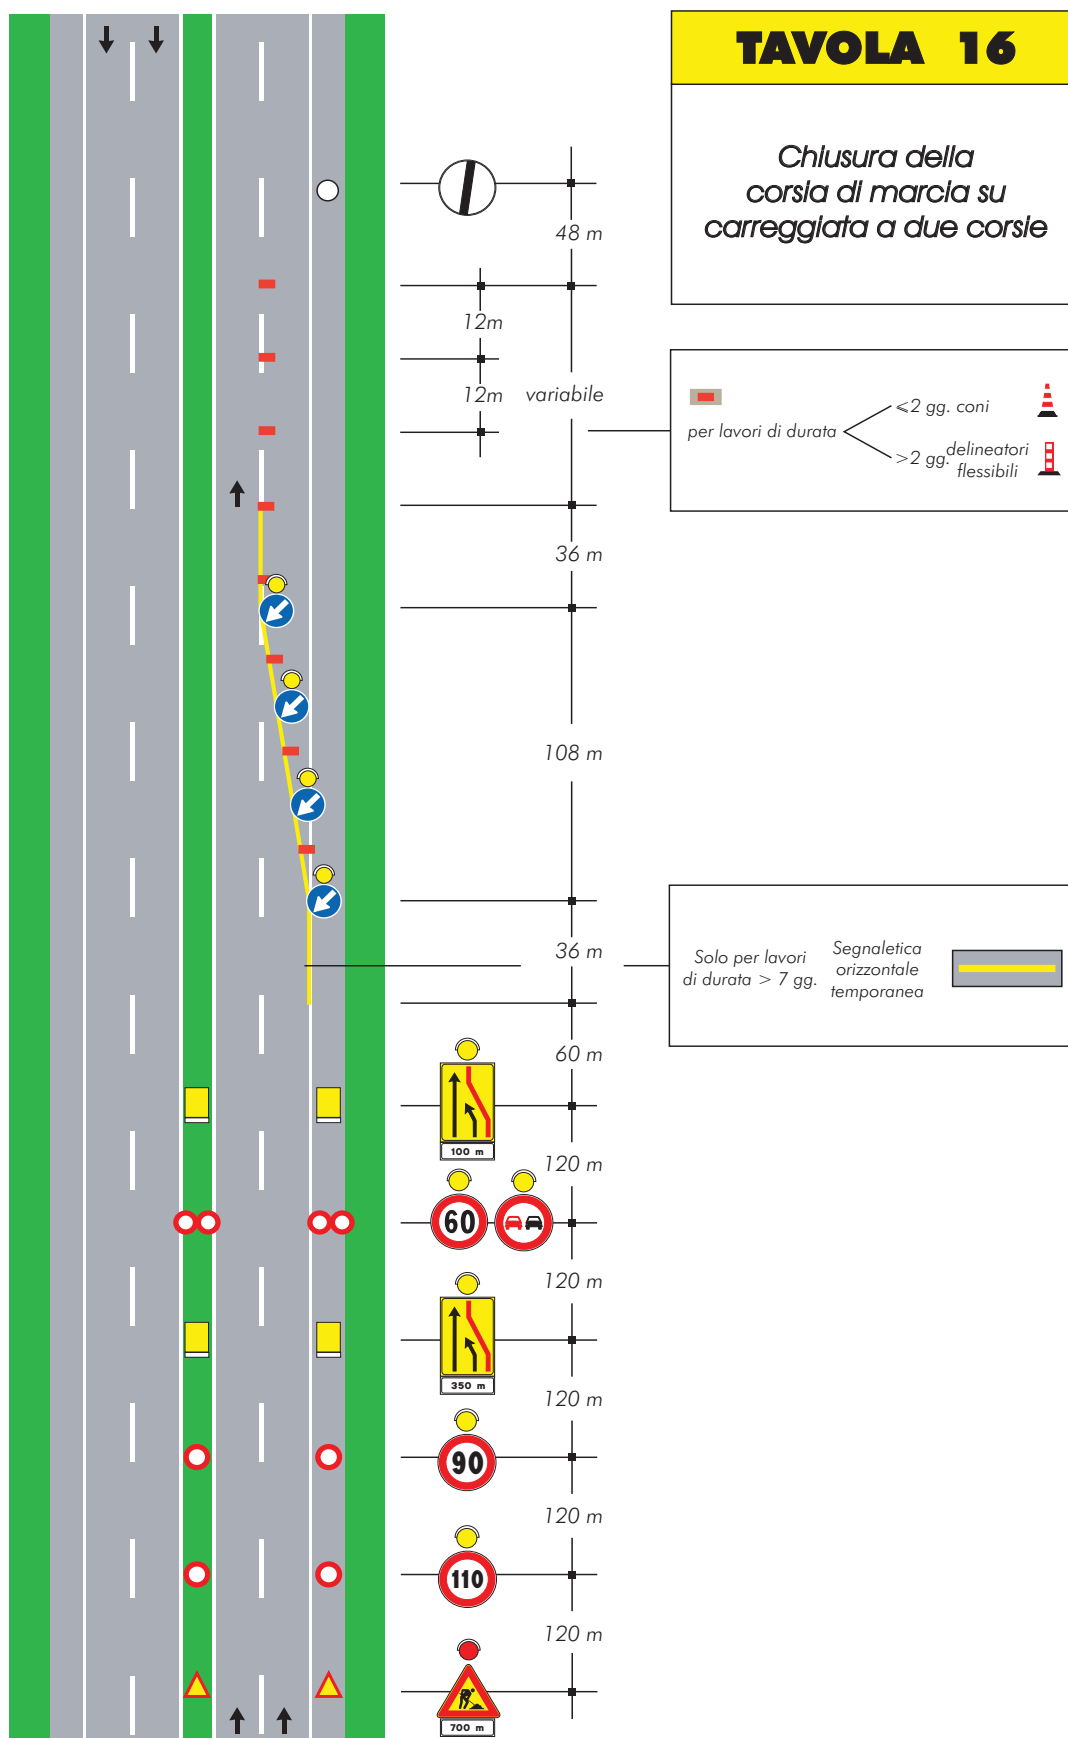 TAVOLA 16
Chiusura della
corsia di marcia su
carreggiata a due corsie
48 m
12m
12m
variabile
per lavori di durata
⩽2 gg. coni
>2 gg.
delineatori
flessibili
36 m
108 m
36 m
Solo per lavori
di durata > 7 gg.
Segnaletica
orizzontale
temporanea
60 m
100 m
120 m
60
120 m
350 m
120 m
90
120 m
110
120 m
700 m